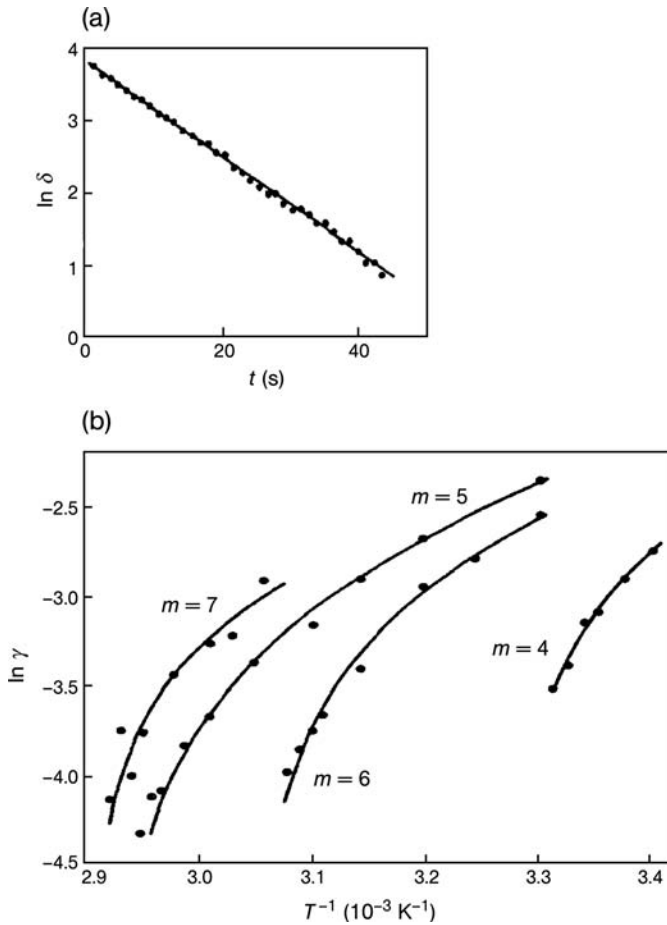 (a)
4
3
2
1
0
ln δ
0 20 40
t (s)
(b)
−2.5
−3.0
−3.5
−4.0
−4.5
ln γ
m = 5
m = 7
m = 4
m = 6
2.9 3.0 3.1 3.2 3.3 3.4
T⁻¹ (10⁻³ K⁻¹)